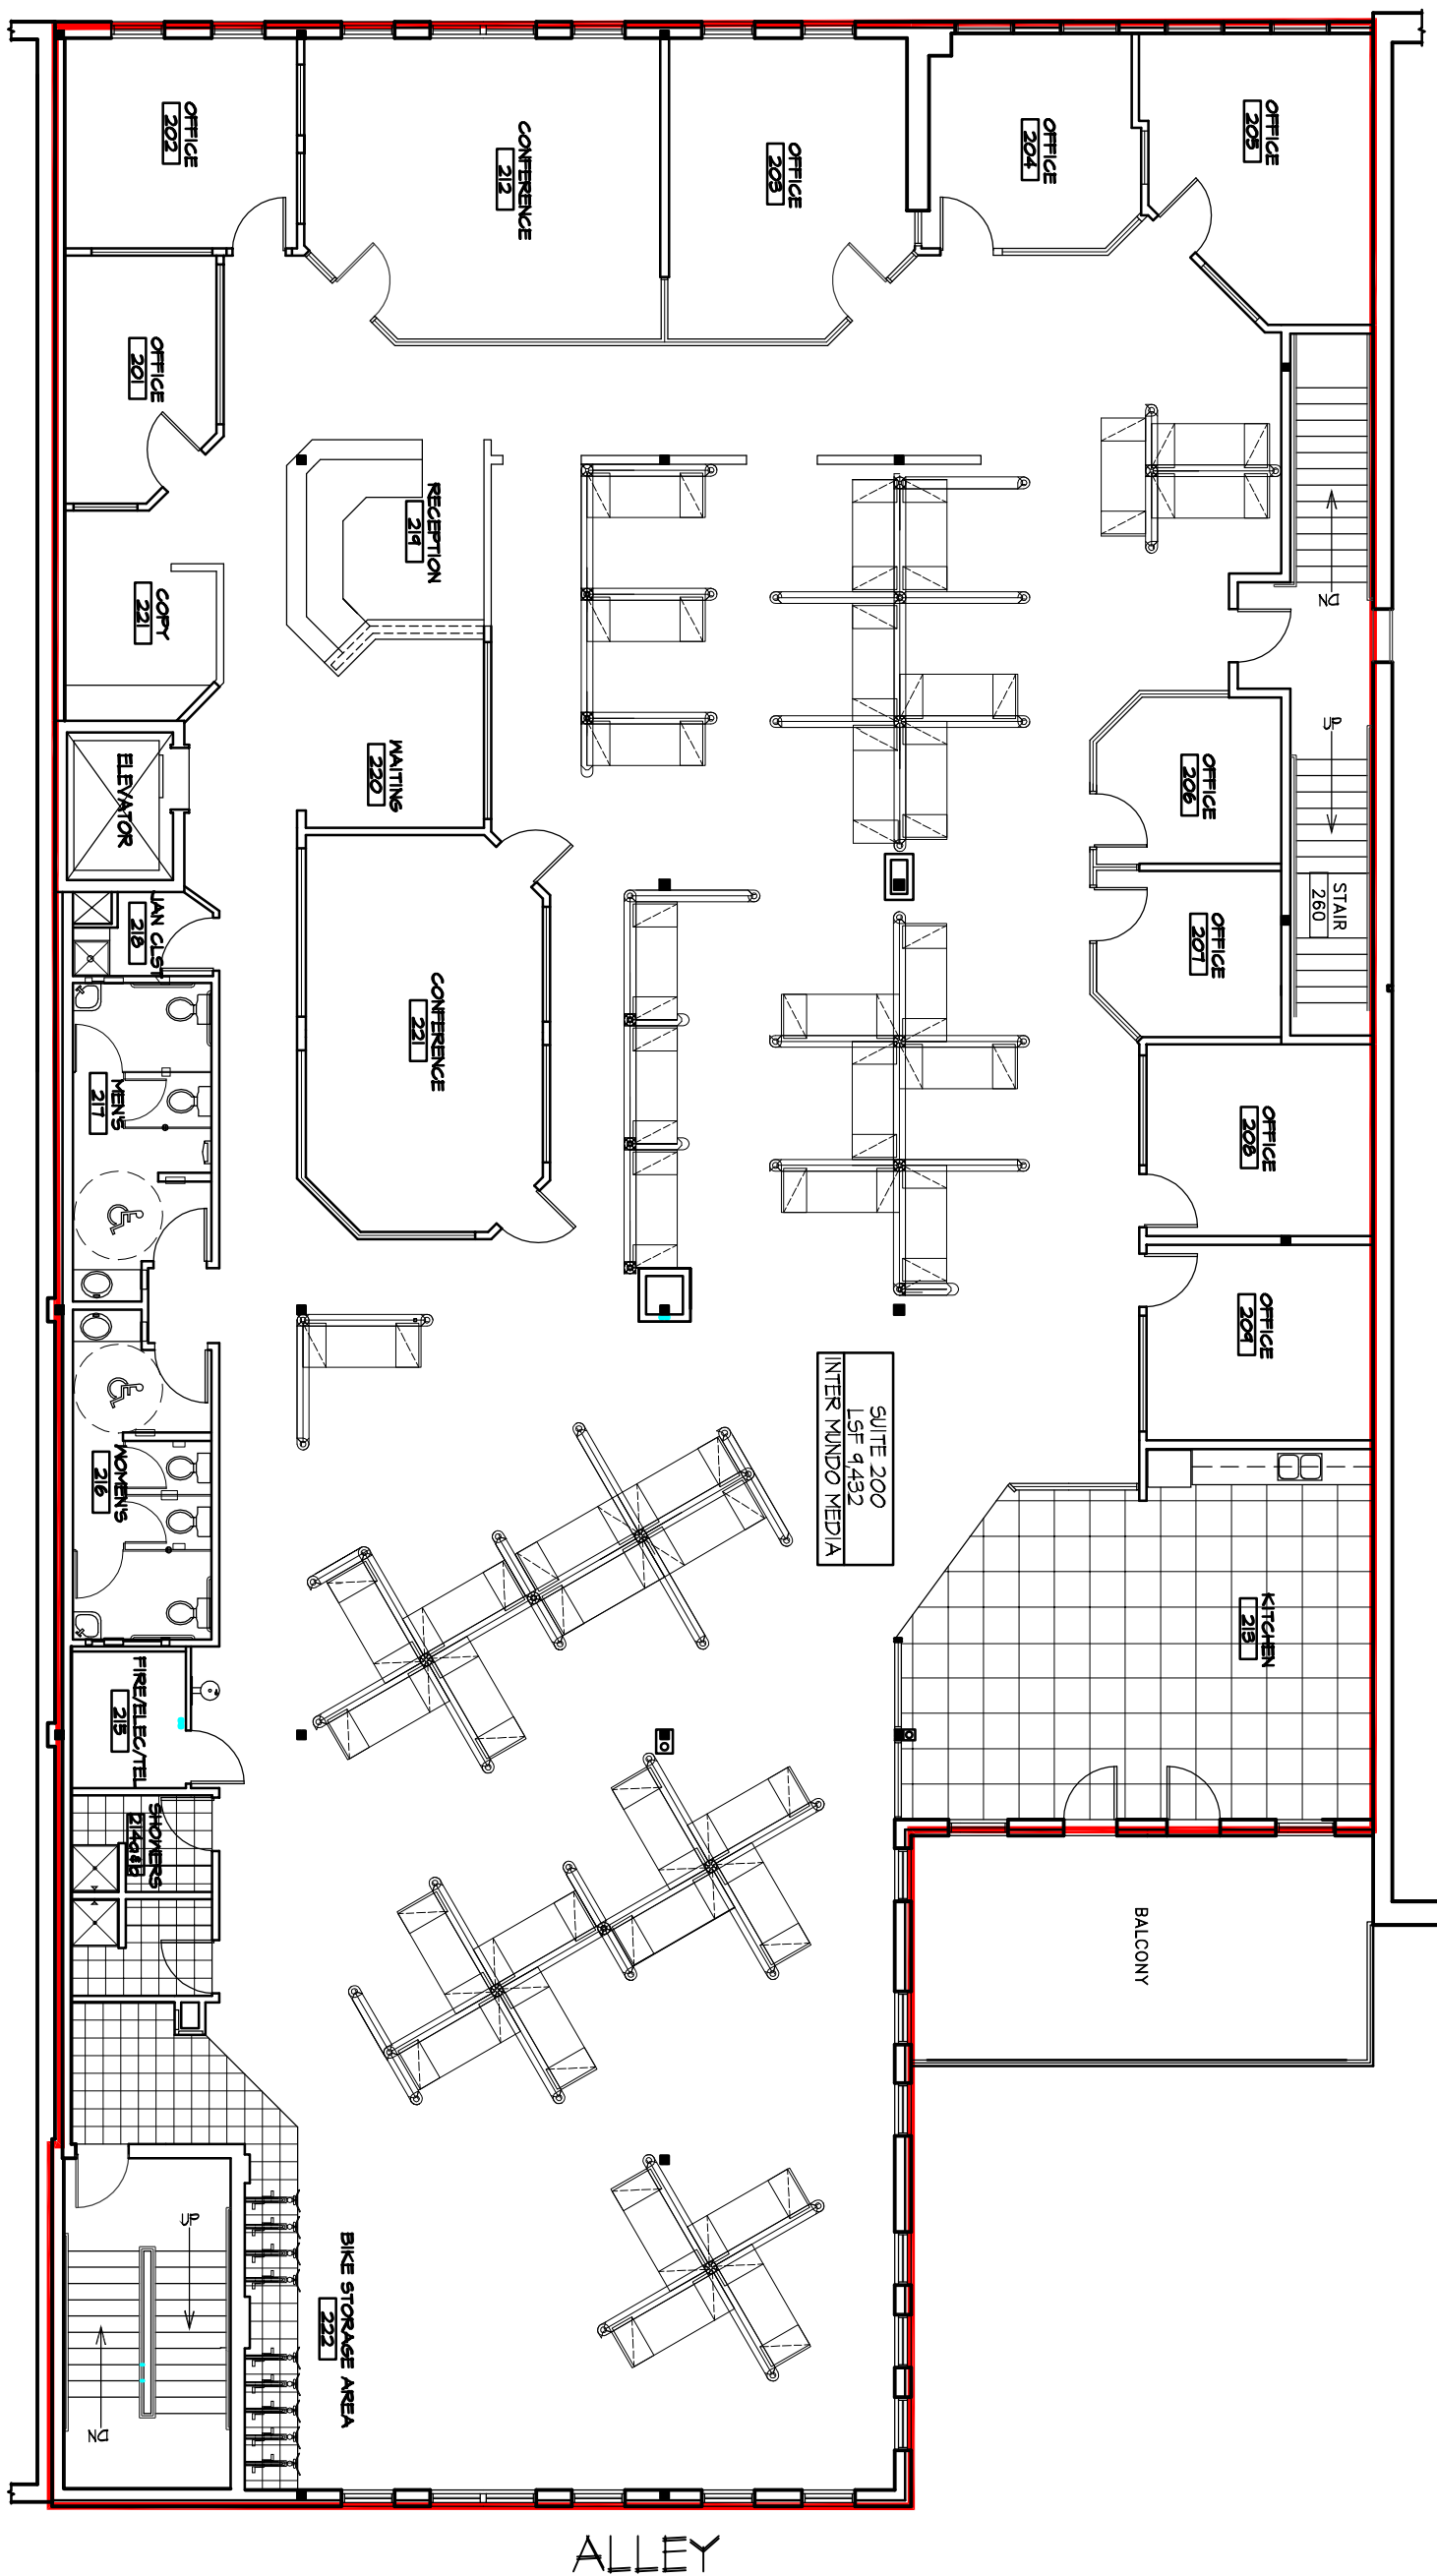 OFFICE
202
CONFERENCE
212
OFFICE
203
OFFICE
204
OFFICE
205
OFFICE
201
RECEPTION
219
COPY
221
DN
WAITING
220
ELEVATOR
OFFICE
206
UP
STAIR
260
OFFICE
207
JAN CLST
218
CONFERENCE
221
MEN'S
217
OFFICE
208
OFFICE
209
SUITE 200
LSF 9,432
INTER MUNDO MEDIA
WOMEN'S
216
KITCHEN
213
FIRE/ELEC/TEL
215
SHOWERS
214a&b
BALCONY
UP
DN
BIKE STORAGE AREA
222
ALLEY